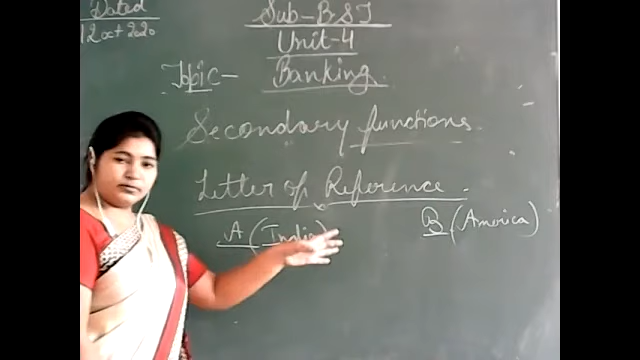 Dated
12 Oct 2020
Sub-BST
Unit-4
Topic- Banking
Secondary functions.
Letter of Reference.
A (India) B (America)